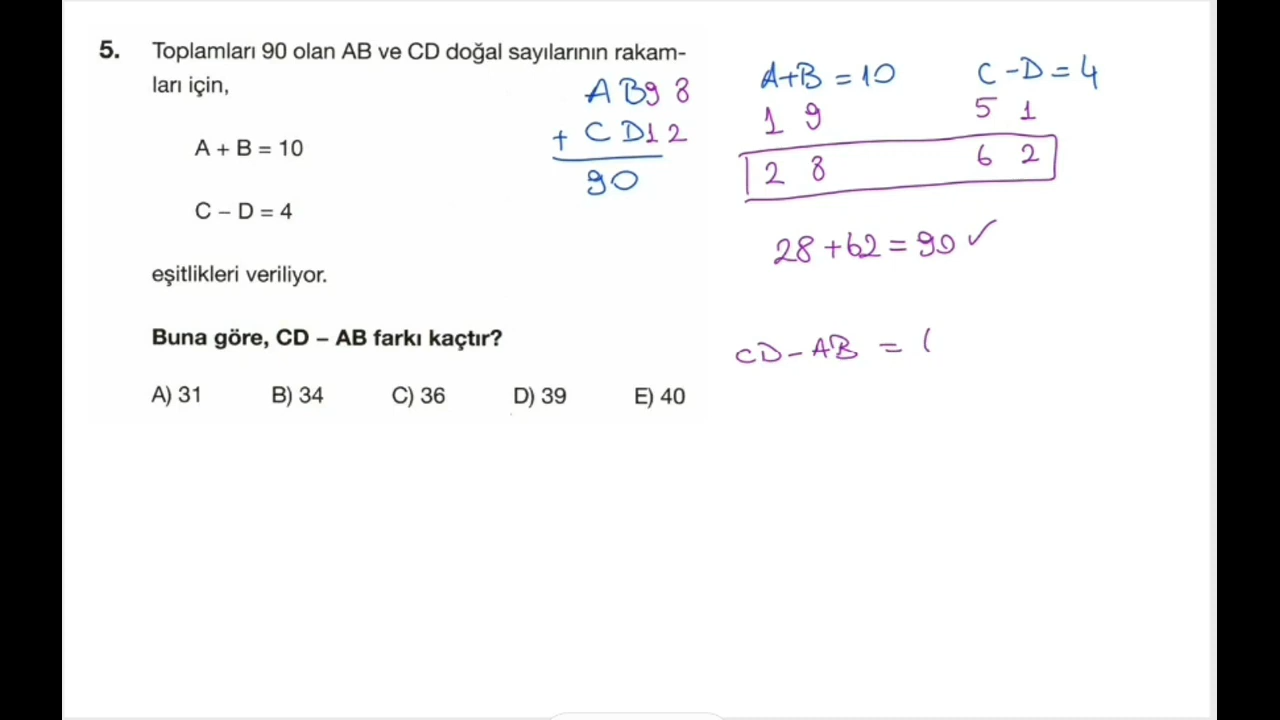 5. Toplamları 90 olan AB ve CD doğal sayılarının rakam-
ları için,
A + B = 10
C – D = 4
eşitlikleri veriliyor.
Buna göre, CD – AB farkı kaçtır?
A) 31 B) 34 C) 36 D) 39 E) 40
A B 9 8
+ C D 1 2
90
A+B = 10 C - D = 4
1 9 5 1
2 8 6 2
28 + 62 = 90 ✓
CD - AB = (